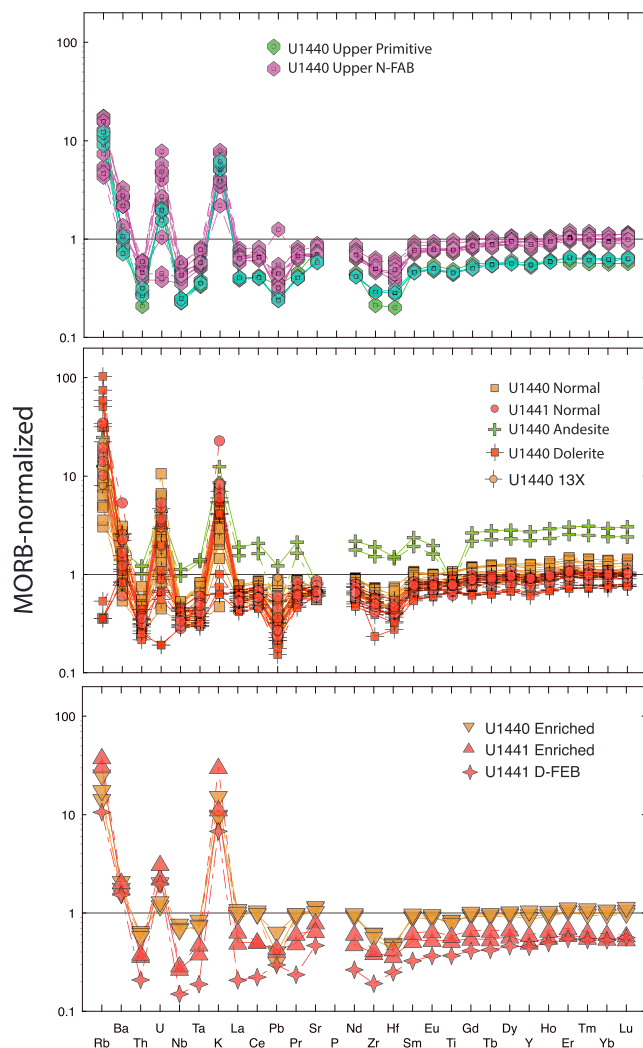 100
10
1
0.1
U1440 Upper Primitive
U1440 Upper N-FAB
MORB-normalized
100
10
1
0.1
U1440 Normal
U1441 Normal
U1440 Andesite
U1440 Dolerite
U1440 13X
100
10
1
0.1
U1440 Enriched
U1441 Enriched
U1441 D-FEB
Ba U Ta La Pb Sr Nd Hf Eu Gd Dy Ho Tm Lu
Rb Th Nb K Ce Pr P Zr Sm Ti Tb Y Er Yb